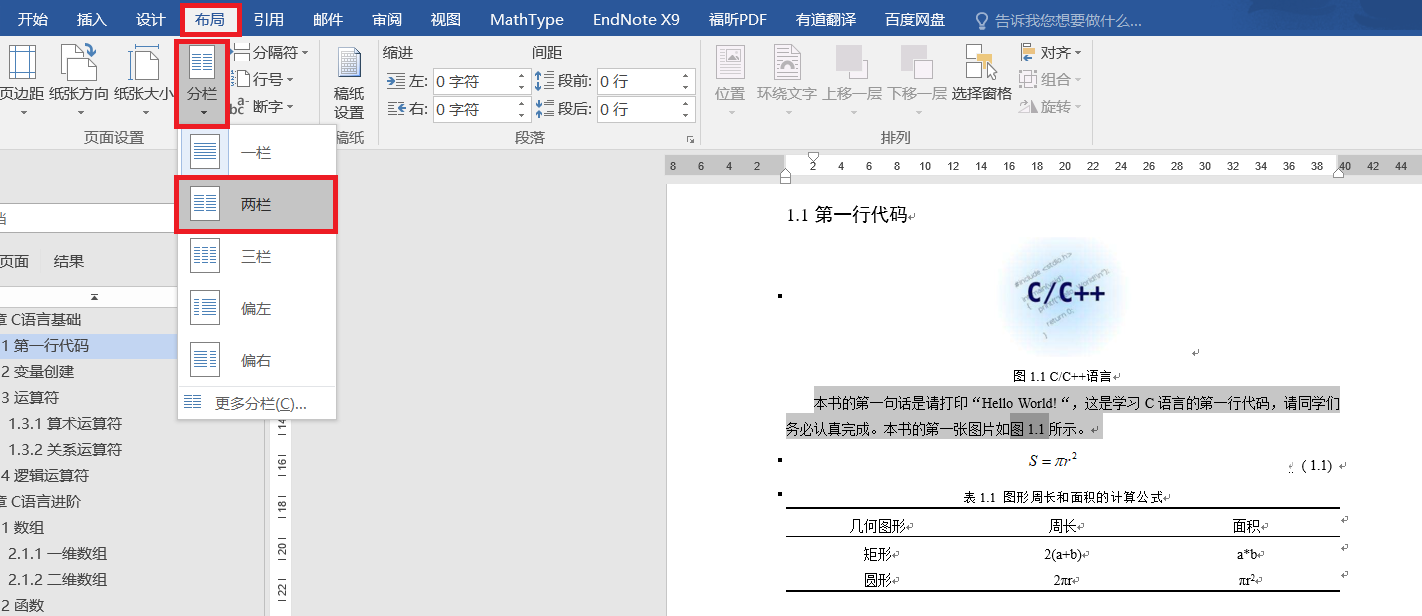 开始 插入 设计 布局 引用 邮件 审阅 视图 MathType EndNote X9 福昕PDF 有道翻译 百度网盘 告诉我您想要做什么...
页边距 纸张方向 纸张大小 分栏 分隔符 行号 断字 稿纸 设置
缩进 间距
左: 0 字符 段前: 0 行
右: 0 字符 段后: 0 行
位置 环绕文字 上移一层 下移一层 选择窗格 对齐 组合 旋转
页面设置 稿纸 段落 排列
一栏
两栏
三栏
偏左
偏右
更多分栏(C)...
页面 结果
章 C语言基础
1 第一行代码
2 变量创建
3 运算符
1.3.1 算术运算符
1.3.2 关系运算符
4 逻辑运算符
章 C语言进阶
1 数组
2.1.1 一维数组
2.1.2 二维数组
2 函数
8 6 4 2 2 4 6 8 10 12 14 16 18 20 22 24 26 28 30 32 34 36 38 40 42 44
14
16
18
20
22
1.1 第一行代码
#include <stdio.h>
C/C++
return 0;
}
图 1.1 C/C++语言
本书的第一句话是请打印“Hello World!“，这是学习 C 语言的第一行代码，请同学们
务必认真完成。本书的第一张图片如图 1.1 所示。
S = πr²
( 1.1)
表 1.1 图形周长和面积的计算公式
几何图形 周长 面积
矩形 2(a+b) a*b
圆形 2πr πr²